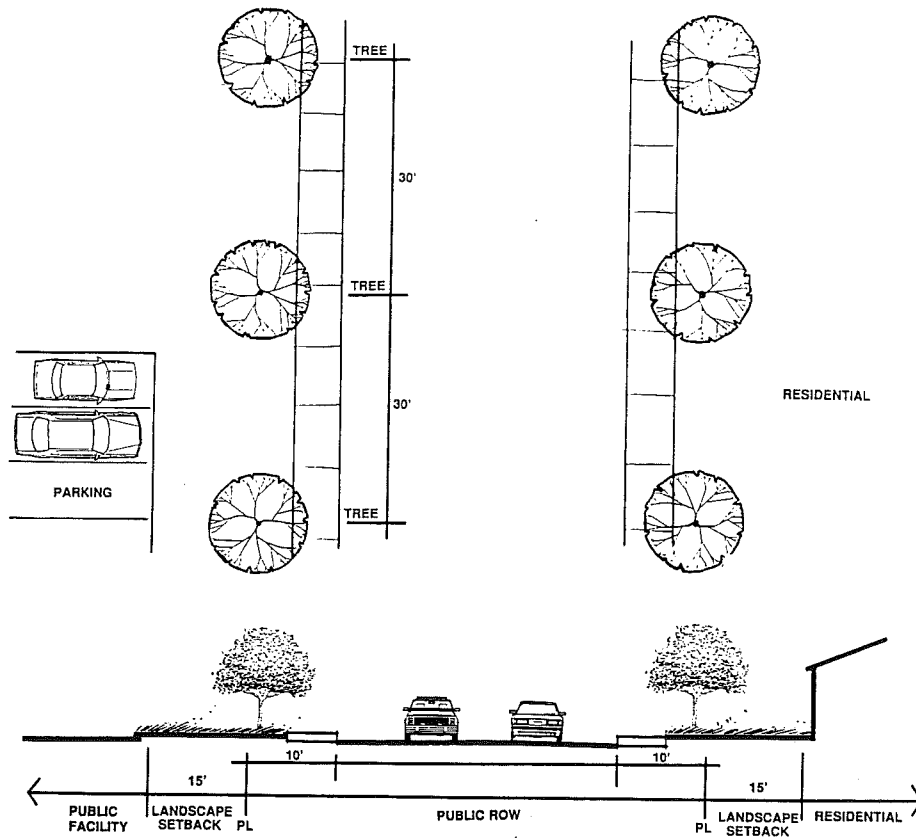 TREE
30'
TREE
30'
RESIDENTIAL
PARKING
TREE
10'
10'
15'
15'
PUBLIC
FACILITY
LANDSCAPE
SETBACK
PL
PUBLIC ROW
PL
LANDSCAPE
SETBACK
RESIDENTIAL